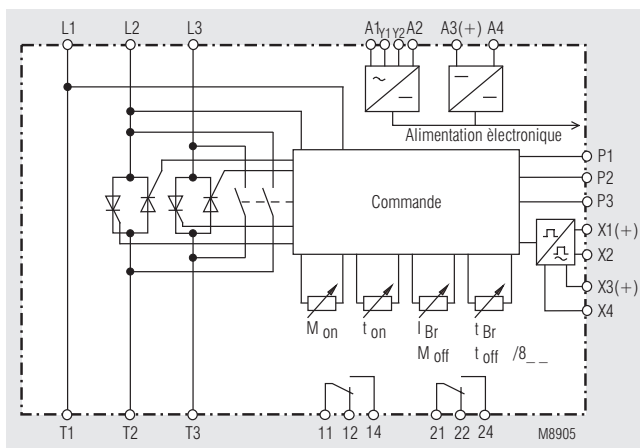 L1 L2 L3 A1 Y1 Y2 A2 A3(+) A4
Alimentation èlectronique
P1
P2
Commande
P3
X1(+)
X2
X3(+)
X4
M on t on I Br t Br
M off t off /8_ _
T1 T2 T3 11 12 14 21 22 24 M8905